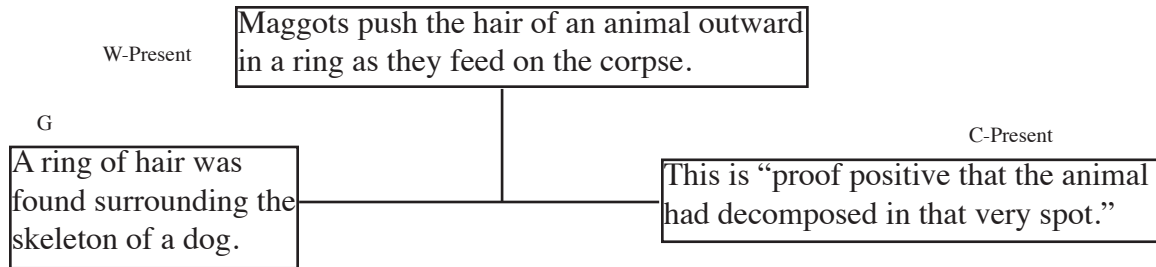 Maggots push the hair of an animal outward
in a ring as they feed on the corpse.
W-Present
G
A ring of hair was
found surrounding the
skeleton of a dog.
C-Present
This is “proof positive that the animal
had decomposed in that very spot.”